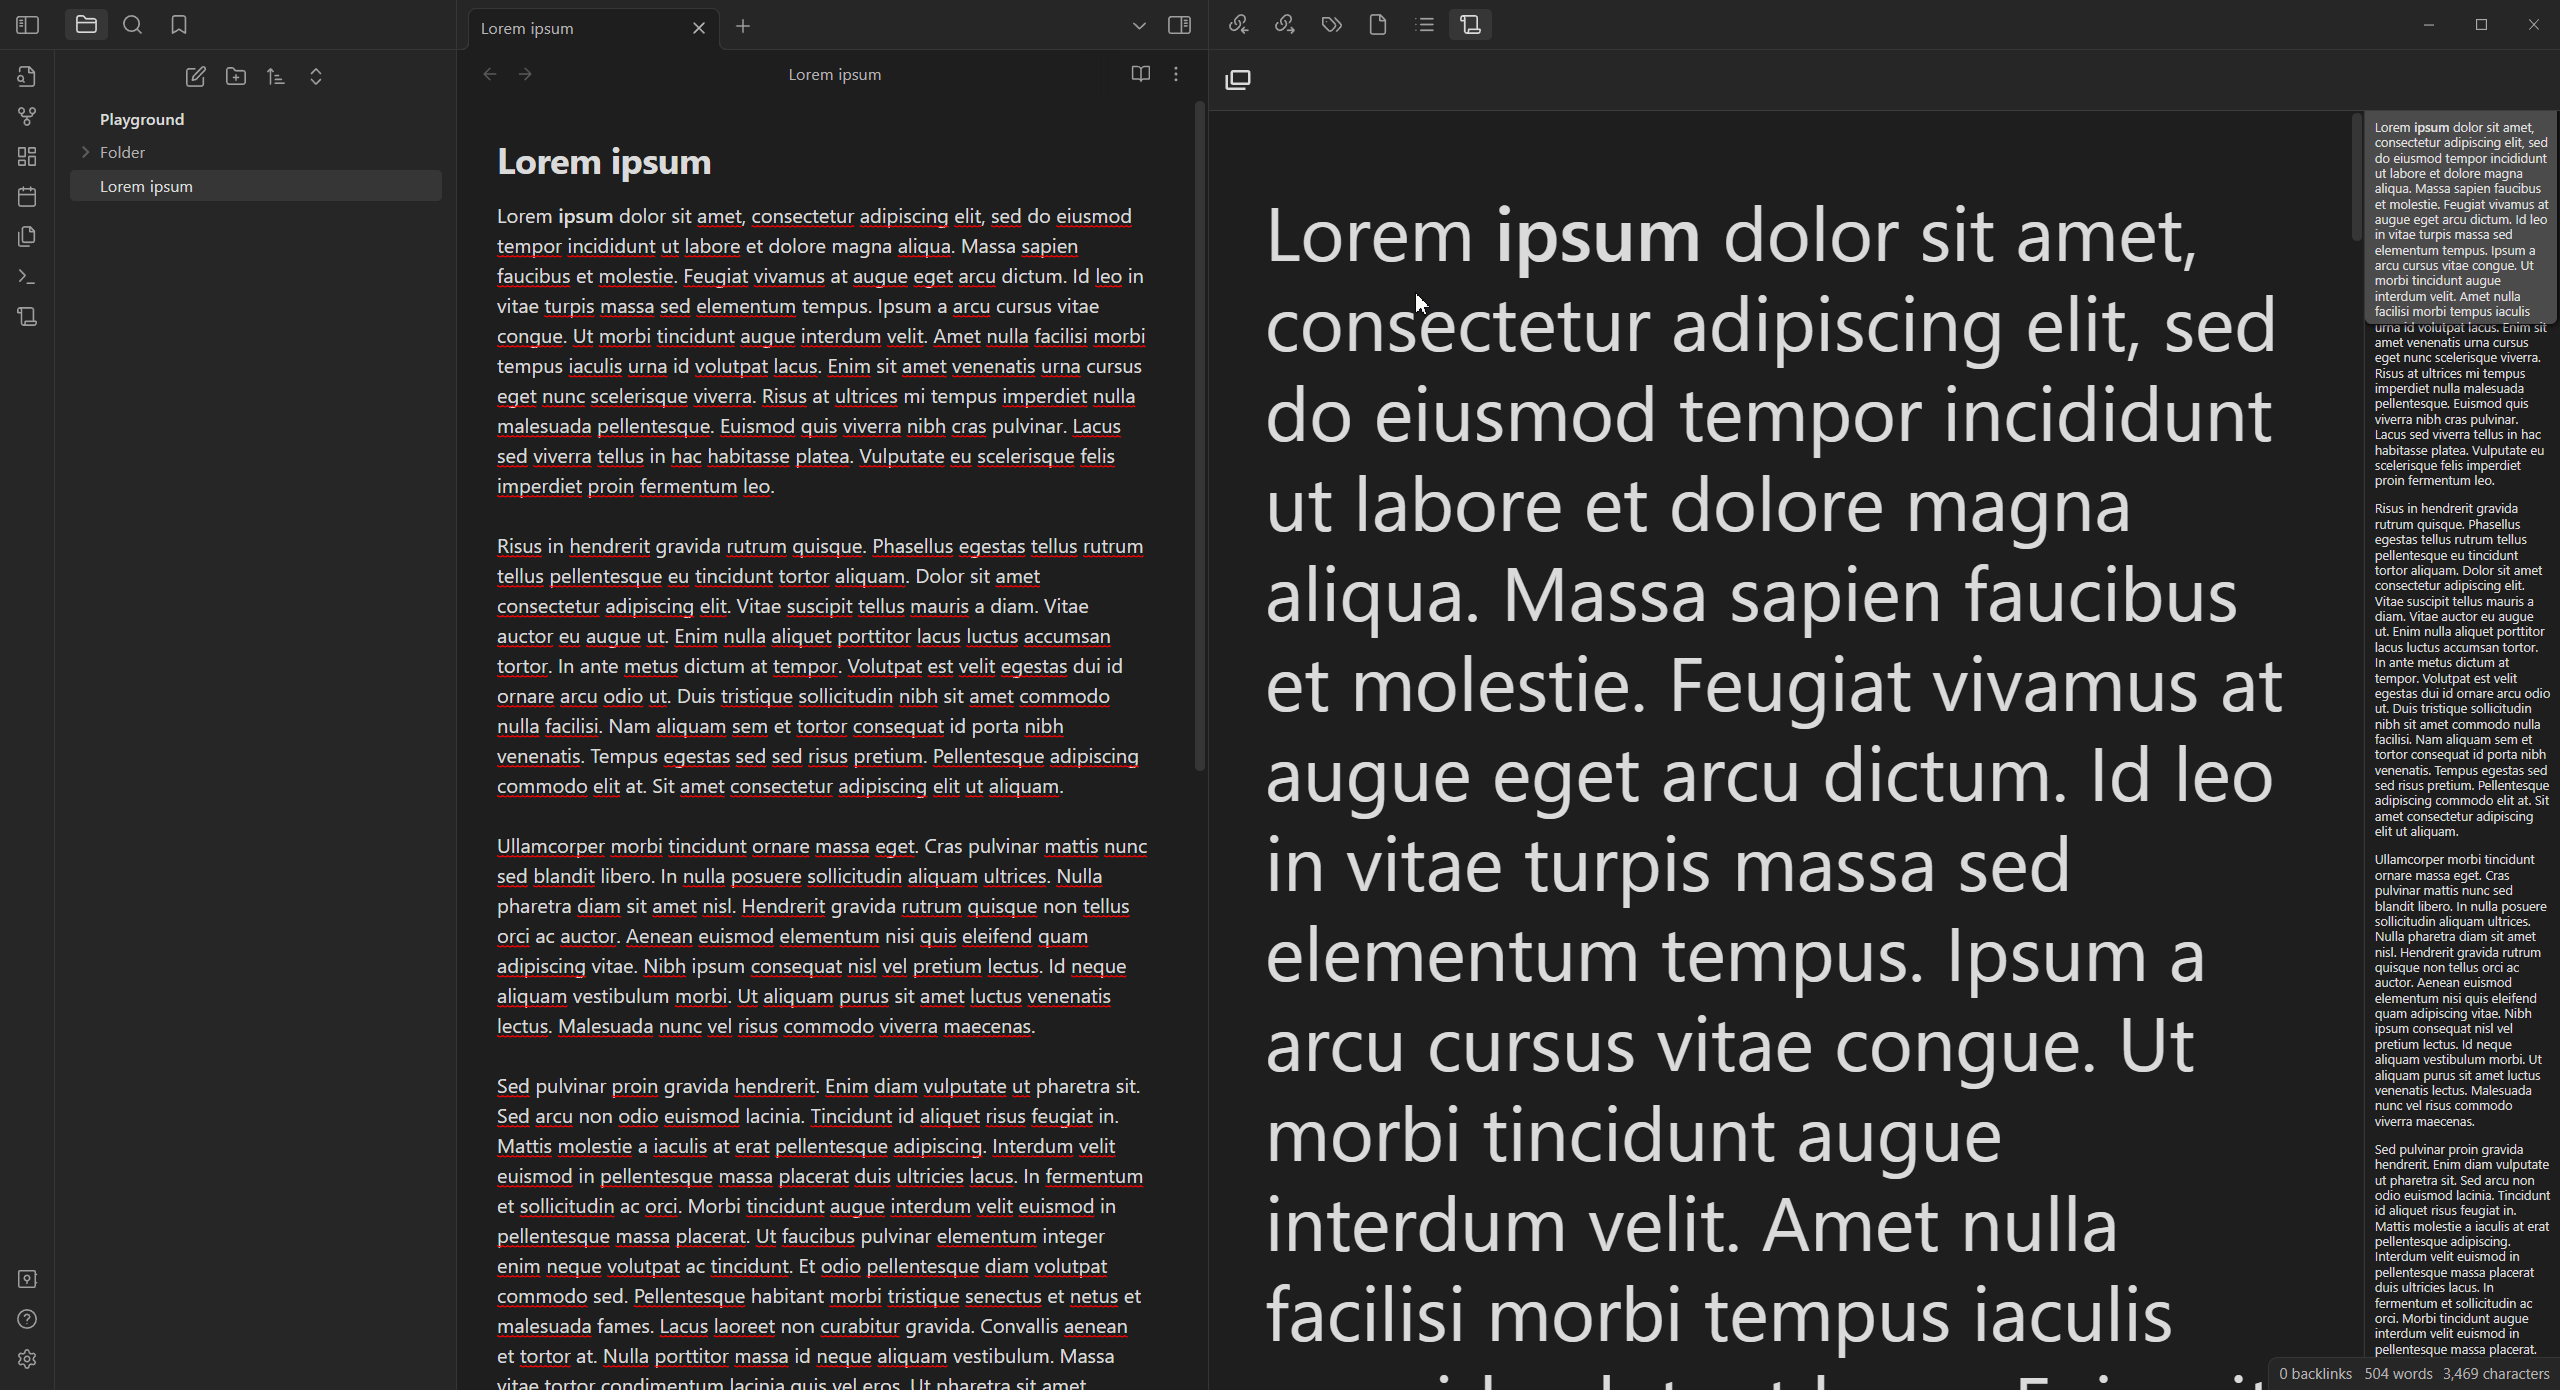 Lorem ipsum
Playground
Folder
Lorem ipsum
Lorem ipsum
Lorem ipsum
Lorem ipsum dolor sit amet, consectetur adipiscing elit, sed do eiusmod
tempor incididunt ut labore et dolore magna aliqua. Massa sapien
faucibus et molestie. Feugiat vivamus at augue eget arcu dictum. Id leo in
vitae turpis massa sed elementum tempus. Ipsum a arcu cursus vitae
congue. Ut morbi tincidunt augue interdum velit. Amet nulla facilisi morbi
tempus iaculis urna id volutpat lacus. Enim sit amet venenatis urna cursus
eget nunc scelerisque viverra. Risus at ultrices mi tempus imperdiet nulla
malesuada pellentesque. Euismod quis viverra nibh cras pulvinar. Lacus
sed viverra tellus in hac habitasse platea. Vulputate eu scelerisque felis
imperdiet proin fermentum leo.
Risus in hendrerit gravida rutrum quisque. Phasellus egestas tellus rutrum
tellus pellentesque eu tincidunt tortor aliquam. Dolor sit amet
consectetur adipiscing elit. Vitae suscipit tellus mauris a diam. Vitae
auctor eu augue ut. Enim nulla aliquet porttitor lacus luctus accumsan
tortor. In ante metus dictum at tempor. Volutpat est velit egestas dui id
ornare arcu odio ut. Duis tristique sollicitudin nibh sit amet commodo
nulla facilisi. Nam aliquam sem et tortor consequat id porta nibh
venenatis. Tempus egestas sed sed risus pretium. Pellentesque adipiscing
commodo elit at. Sit amet consectetur adipiscing elit ut aliquam.
Ullamcorper morbi tincidunt ornare massa eget. Cras pulvinar mattis nunc
sed blandit libero. In nulla posuere sollicitudin aliquam ultrices. Nulla
pharetra diam sit amet nisl. Hendrerit gravida rutrum quisque non tellus
orci ac auctor. Aenean euismod elementum nisi quis eleifend quam
adipiscing vitae. Nibh ipsum consequat nisl vel pretium lectus. Id neque
aliquam vestibulum morbi. Ut aliquam purus sit amet luctus venenatis
lectus. Malesuada nunc vel risus commodo viverra maecenas.
Sed pulvinar proin gravida hendrerit. Enim diam vulputate ut pharetra sit.
Sed arcu non odio euismod lacinia. Tincidunt id aliquet risus feugiat in.
Mattis molestie a iaculis at erat pellentesque adipiscing. Interdum velit
euismod in pellentesque massa placerat duis ultricies lacus. In fermentum
et sollicitudin ac orci. Morbi tincidunt augue interdum velit euismod in
pellentesque massa placerat. Ut faucibus pulvinar elementum integer
enim neque volutpat ac tincidunt. Et odio pellentesque diam volutpat
commodo sed. Pellentesque habitant morbi tristique senectus et netus et
malesuada fames. Lacus laoreet non curabitur gravida. Convallis aenean
et tortor at. Nulla porttitor massa id neque aliquam vestibulum. Massa
vitae tortor condimentum lacinia quis vel eros. Ut pharetra sit amet
Lorem ipsum dolor sit amet,
consectetur adipiscing elit, sed
do eiusmod tempor incididunt
ut labore et dolore magna
aliqua. Massa sapien faucibus
et molestie. Feugiat vivamus at
augue eget arcu dictum. Id leo
in vitae turpis massa sed
elementum tempus. Ipsum a
arcu cursus vitae congue. Ut
morbi tincidunt augue
interdum velit. Amet nulla
facilisi morbi tempus iaculis
Lorem ipsum dolor sit amet,
consectetur adipiscing elit, sed
do eiusmod tempor incididunt
ut labore et dolore magna
aliqua. Massa sapien faucibus
et molestie. Feugiat vivamus at
augue eget arcu dictum. Id leo
in vitae turpis massa sed
elementum tempus. Ipsum a
arcu cursus vitae congue. Ut
morbi tincidunt augue
interdum velit. Amet nulla
facilisi morbi tempus iaculis
urna id volutpat lacus. Enim sit
amet venenatis urna cursus
eget nunc scelerisque viverra.
Risus at ultrices mi tempus
imperdiet nulla malesuada
pellentesque. Euismod quis
viverra nibh cras pulvinar.
Lacus sed viverra tellus in hac
habitasse platea. Vulputate eu
scelerisque felis imperdiet
proin fermentum leo.
Risus in hendrerit gravida
rutrum quisque. Phasellus
egestas tellus rutrum tellus
pellentesque eu tincidunt
tortor aliquam. Dolor sit amet
consectetur adipiscing elit.
Vitae suscipit tellus mauris a
diam. Vitae auctor eu augue
ut. Enim nulla aliquet porttitor
lacus luctus accumsan tortor.
In ante metus dictum at
tempor. Volutpat est velit
egestas dui id ornare arcu odio
ut. Duis tristique sollicitudin
nibh sit amet commodo nulla
facilisi. Nam aliquam sem et
tortor consequat id porta nibh
venenatis. Tempus egestas sed
sed risus pretium. Pellentesque
adipiscing commodo elit at. Sit
amet consectetur adipiscing
elit ut aliquam.
Ullamcorper morbi tincidunt
ornare massa eget. Cras
pulvinar mattis nunc sed
blandit libero. In nulla posuere
sollicitudin aliquam ultrices.
Nulla pharetra diam sit amet
nisl. Hendrerit gravida rutrum
quisque non tellus orci ac
auctor. Aenean euismod
elementum nisi quis eleifend
quam adipiscing vitae. Nibh
ipsum consequat nisl vel
pretium lectus. Id neque
aliquam vestibulum morbi. Ut
aliquam purus sit amet luctus
venenatis lectus. Malesuada
nunc vel risus commodo
viverra maecenas.
Sed pulvinar proin gravida
hendrerit. Enim diam vulputate
ut pharetra sit. Sed arcu non
odio euismod lacinia. Tincidunt
id aliquet risus feugiat in.
Mattis molestie a iaculis at erat
pellentesque adipiscing.
Interdum velit euismod in
pellentesque massa placerat
duis ultricies lacus. In
fermentum et sollicitudin ac
orci. Morbi tincidunt augue
interdum velit euismod in
pellentesque massa placerat.
0 backlinks 504 words 3,469 characters